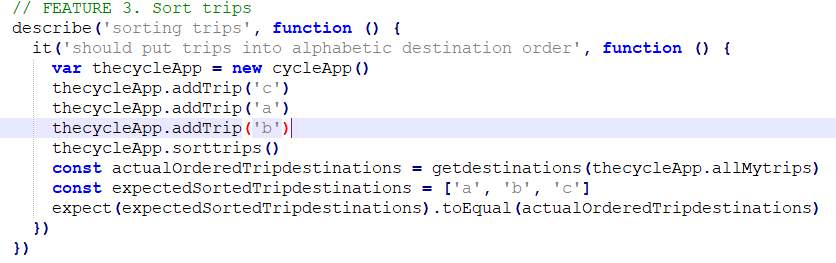 // FEATURE 3. Sort trips
describe('sorting trips', function () {
it('should put trips into alphabetic destination order', function () {
var thecycleApp = new cycleApp()
thecycleApp.addTrip('c')
thecycleApp.addTrip('a')
thecycleApp.addTrip('b')
thecycleApp.sorttrips()
const actualOrderedTripdestinations = getdestinations(thecycleApp.allMytrips)
const expectedSortedTripdestinations = ['a', 'b', 'c']
expect(expectedSortedTripdestinations).toEqual(actualOrderedTripdestinations)
})
})